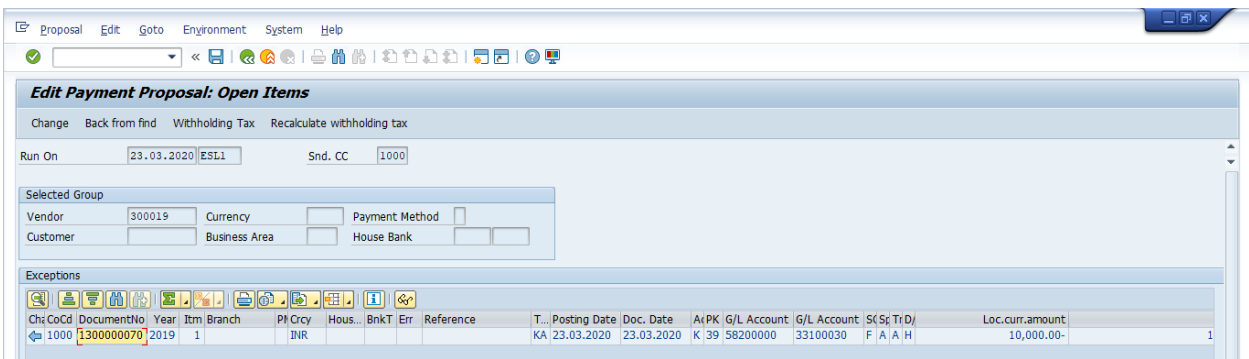 Proposal Edit Goto Environment System Help
Edit Payment Proposal: Open Items
Change Back from find Withholding Tax Recalculate withholding tax
Run On 23.03.2020 ESL1 Snd. CC 1000
Selected Group
Vendor 300019 Currency Payment Method
Customer Business Area House Bank
Exceptions
CoCd DocumentNo Year Itm Branch Crcy Hous... BnkT Err Reference T... Posting Date Doc. Date PK G/L Account G/L Account Loc.curr.amount
1000 1300000070 2019 1 INR KA 23.03.2020 23.03.2020 K 39 58200000 33100030 F A A H 10,000.00- 1